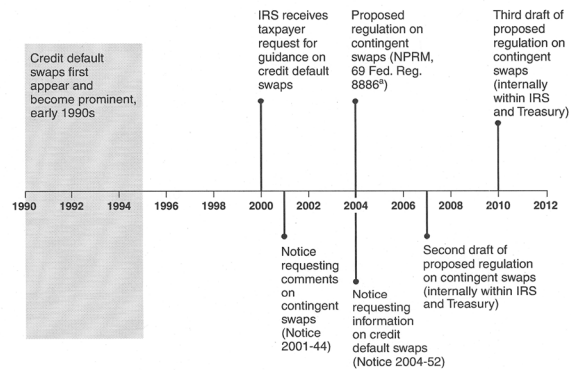 Credit default
swaps first
appear and
become prominent,
early 1990s
IRS receives
taxpayer
request for
guidance on
credit default
swaps
Proposed
regulation on
contingent
swaps (NPRM,
69 Fed. Reg.
8886ᵃ)
Third draft of
proposed
regulation on
contingent
swaps
(internally
within IRS
and Treasury)
1990 1992 1994 1996 1998 2000 2002 2004 2006 2008 2010 2012
Notice
requesting
comments
on
contingent
swaps
(Notice
2001-44)
Notice
requesting
information
on credit
default swaps
(Notice 2004-52)
Second draft of
proposed regulation
on contingent swaps
(internally within IRS
and Treasury)